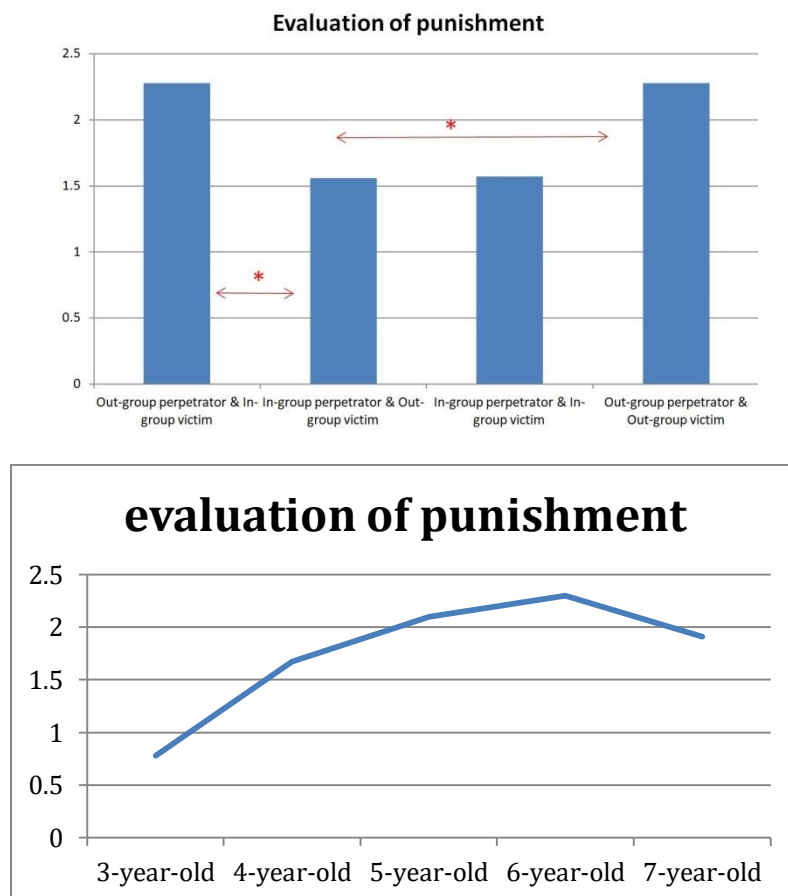 Evaluation of punishment
2.5
2
*
1.5
1
*
0.5
0
Out-group perpetrator & In- In-group perpetrator & Out- In-group perpetrator & In- Out-group perpetrator &
group victim group victim group victim Out-group victim
evaluation of punishment
2.5
2
1.5
1
0.5
0
3-year-old 4-year-old 5-year-old 6-year-old 7-year-old